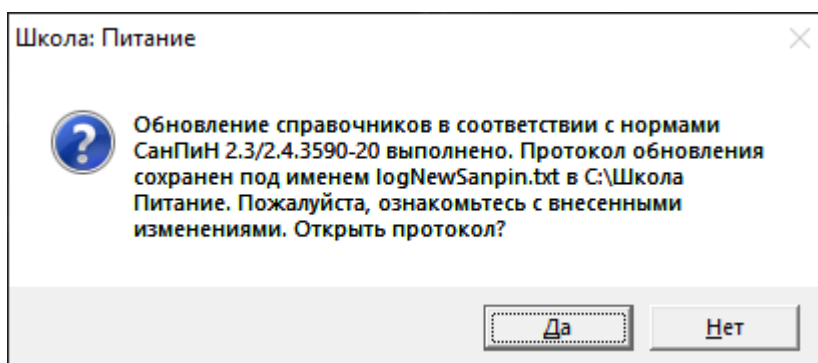 Школа: Питание
Обновление справочников в соответствии с нормами
СанПиН 2.3/2.4.3590-20 выполнено. Протокол обновления
сохранен под именем logNewSanpin.txt в C:\Школа
Питание. Пожалуйста, ознакомьтесь с внесенными
изменениями. Открыть протокол?
Да Нет